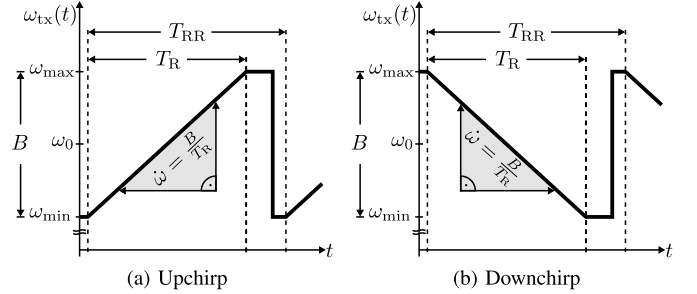 ω_tx(t)
T_RR
T_R
ω_max
B
ω_0
ω̇ = B/T_R
ω_min
t
(a) Upchirp
ω_tx(t)
T_RR
T_R
ω_max
B
ω_0
ω̇ = B/T_R
ω_min
t
(b) Downchirp